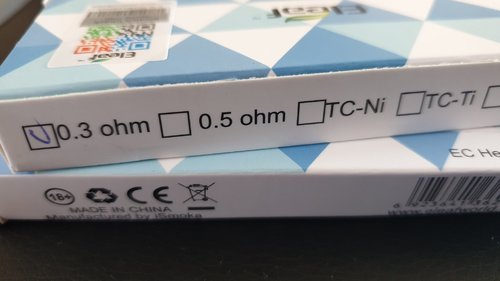 Eleaf
Eleaf
0.3 ohm 0.5 ohm TC-Ni TC-Ti
EC He
18+ CE
MADE IN CHINA
Manufactured by iSmoka